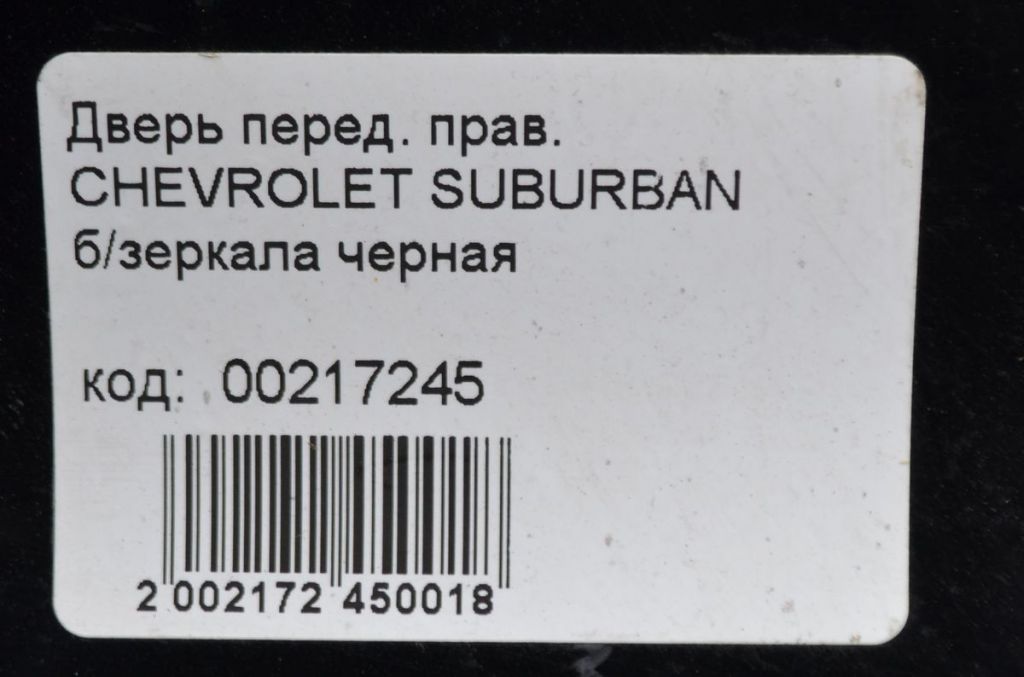 Дверь перед. прав.
CHEVROLET SUBURBAN
б/зеркала черная
код: 00217245
2 002172 450018